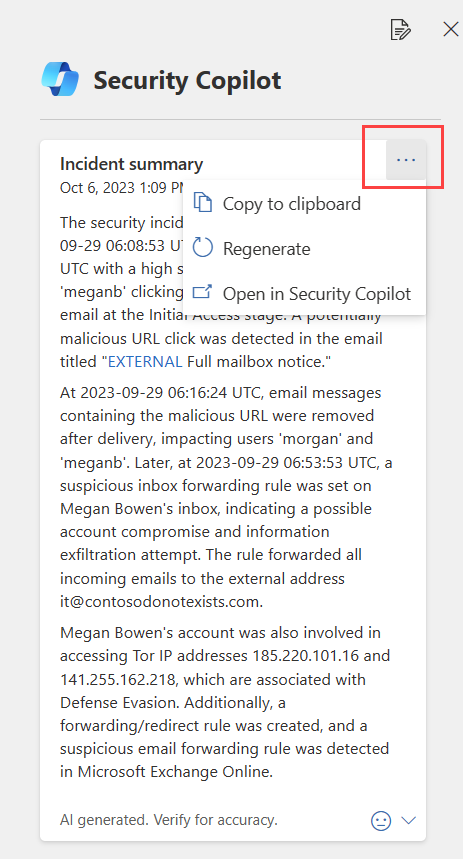 Security Copilot
Incident summary
...
Oct 6, 2023 1:09
Copy to clipboard
Regenerate
Open in Security Copilot
The security incid
09-29 06:08:53 U
UTC with a high s
'meganb' clicking
email at the Initial Access stage. A potentially
malicious URL click was detected in the email
titled "EXTERNAL Full mailbox notice."
At 2023-09-29 06:16:24 UTC, email messages
containing the malicious URL were removed
after delivery, impacting users 'morgan' and
'meganb'. Later, at 2023-09-29 06:53:53 UTC, a
suspicious inbox forwarding rule was set on
Megan Bowen's inbox, indicating a possible
account compromise and information
exfiltration attempt. The rule forwarded all
incoming emails to the external address
it@contosodonotexists.com.
Megan Bowen's account was also involved in
accessing Tor IP addresses 185.220.101.16 and
141.255.162.218, which are associated with
Defense Evasion. Additionally, a
forwarding/redirect rule was created, and a
suspicious email forwarding rule was detected
in Microsoft Exchange Online.
AI generated. Verify for accuracy.